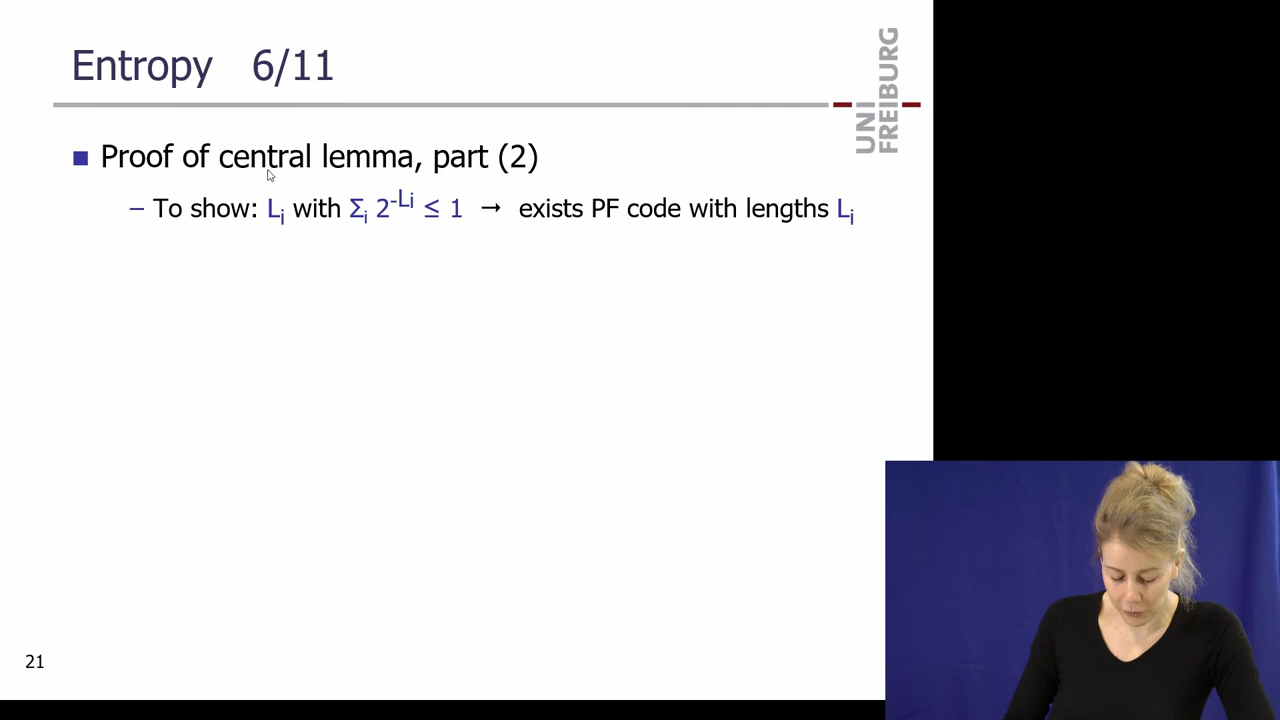 Entropy 6/11
UNI
FREIBURG
■ Proof of central lemma, part (2)
– To show: Lᵢ with Σᵢ 2^-Lᵢ ≤ 1 → exists PF code with lengths Lᵢ
21